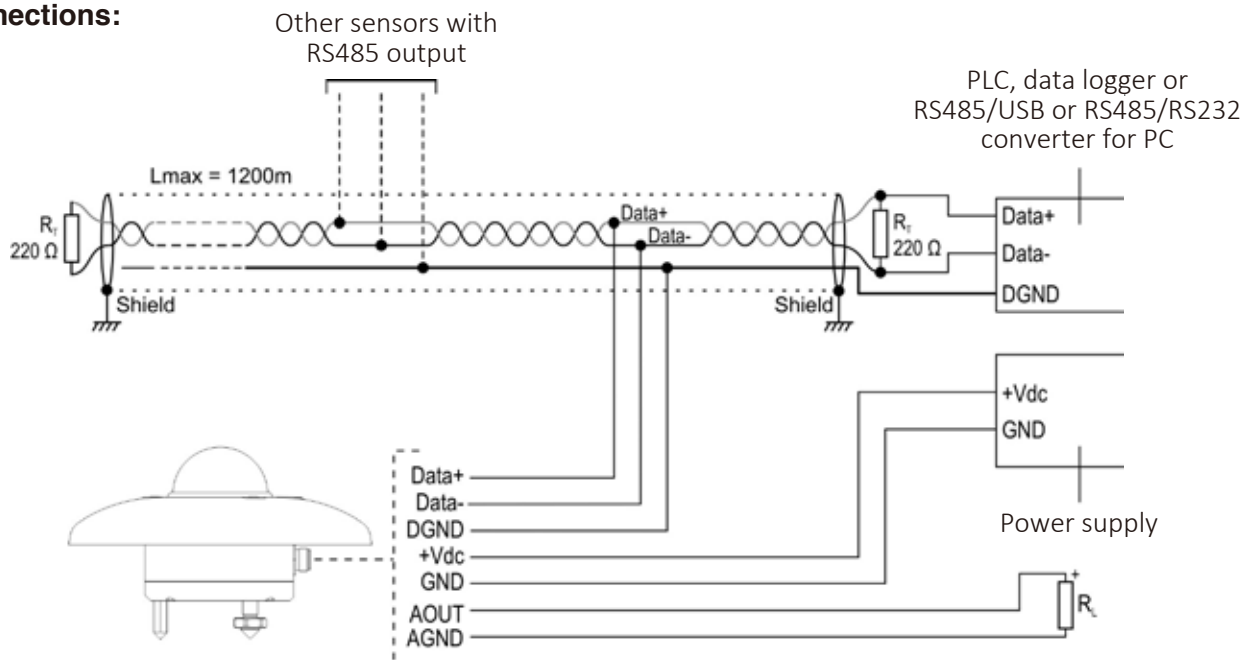 nections:
Other sensors with
RS485 output
PLC, data logger or
RS485/USB or RS485/RS232
converter for PC
Lmax = 1200m
RT
220 Ω
Data+
Data-
RT
220 Ω
Data+
Data-
DGND
Shield
Shield
+Vdc
GND
Power supply
Data+
Data-
DGND
+Vdc
GND
AOUT
AGND
+
RL